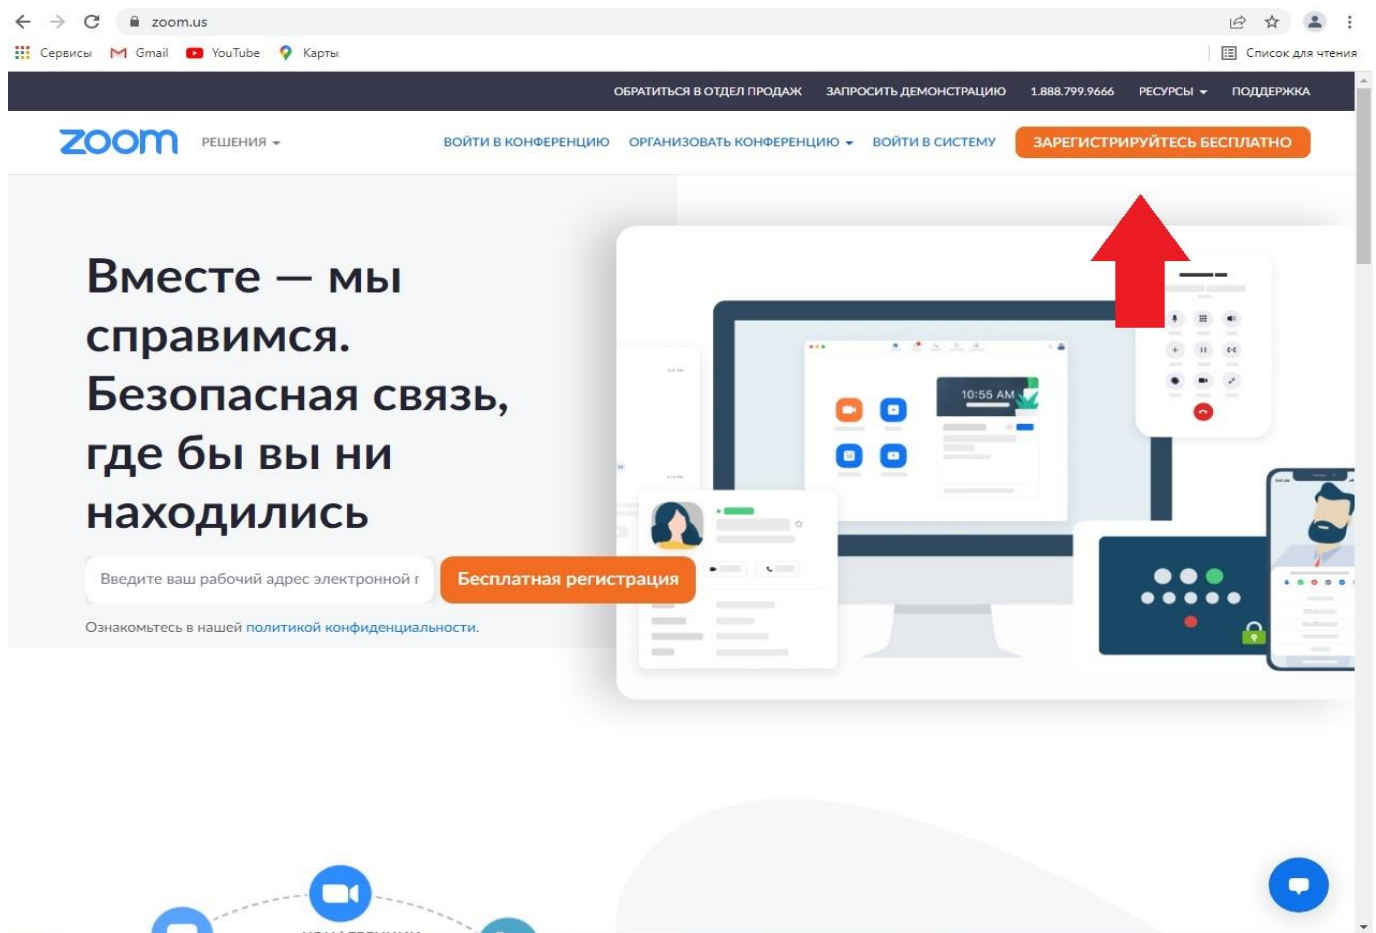 zoom.us
Сервисы Gmail YouTube Карты Список для чтения
ОБРАТИТЬСЯ В ОТДЕЛ ПРОДАЖ ЗАПРОСИТЬ ДЕМОНСТРАЦИЮ 1.888.799.9666 РЕСУРСЫ ПОДДЕРЖКА
zoom РЕШЕНИЯ ВОЙТИ В КОНФЕРЕНЦИЮ ОРГАНИЗОВАТЬ КОНФЕРЕНЦИЮ ВОЙТИ В СИСТЕМУ ЗАРЕГИСТРИРУЙТЕСЬ БЕСПЛАТНО
Вместе — мы
справимся.
Безопасная связь,
где бы вы ни
находились
10:55 AM
Введите ваш рабочий адрес электронной г Бесплатная регистрация
Ознакомьтесь в нашей политикой конфиденциальности.